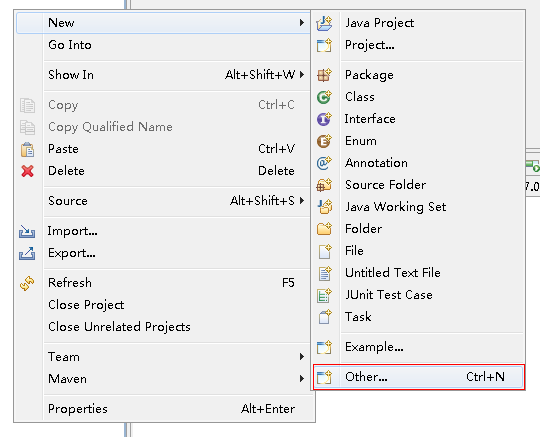 New
Go Into
Show In Alt+Shift+W
Copy Ctrl+C
Copy Qualified Name
Paste Ctrl+V
Delete Delete
Source Alt+Shift+S
Import...
Export...
Refresh F5
Close Project
Close Unrelated Projects
Team
Maven
Properties Alt+Enter
Java Project
Project...
Package
Class
Interface
Enum
Annotation
Source Folder
Java Working Set
Folder
File
Untitled Text File
JUnit Test Case
Task
Example...
Other... Ctrl+N
7.0